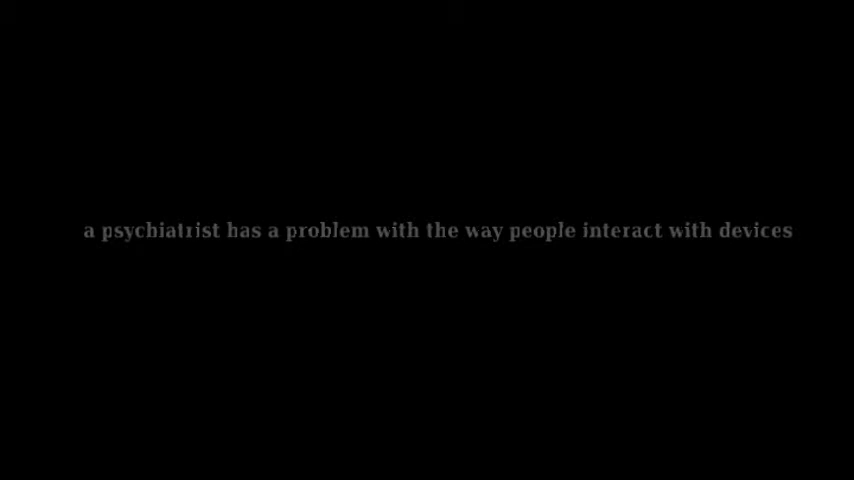 a psychiatrist has a problem with the way people interact with devices